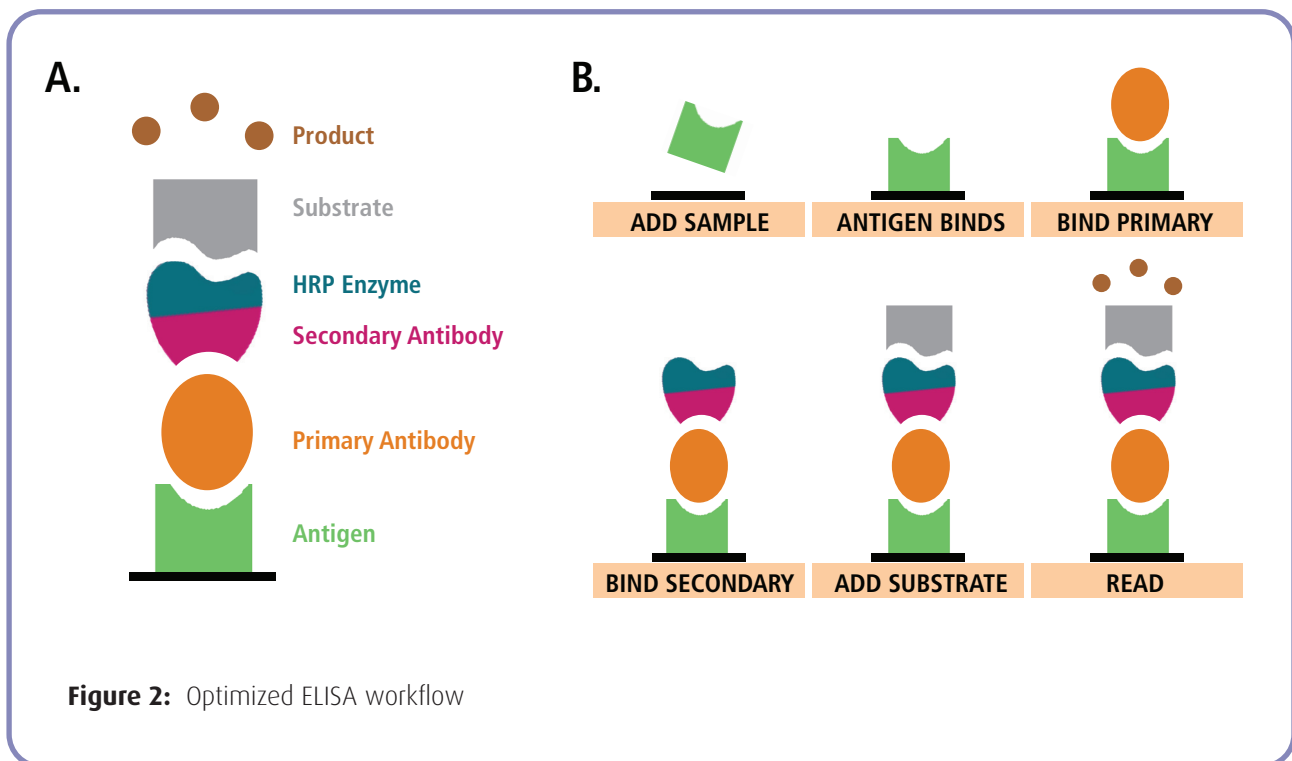 A.
Product
Substrate
HRP Enzyme
Secondary Antibody
Primary Antibody
Antigen
B.
ADD SAMPLE
ANTIGEN BINDS
BIND PRIMARY
BIND SECONDARY
ADD SUBSTRATE
READ
Figure 2: Optimized ELISA workflow